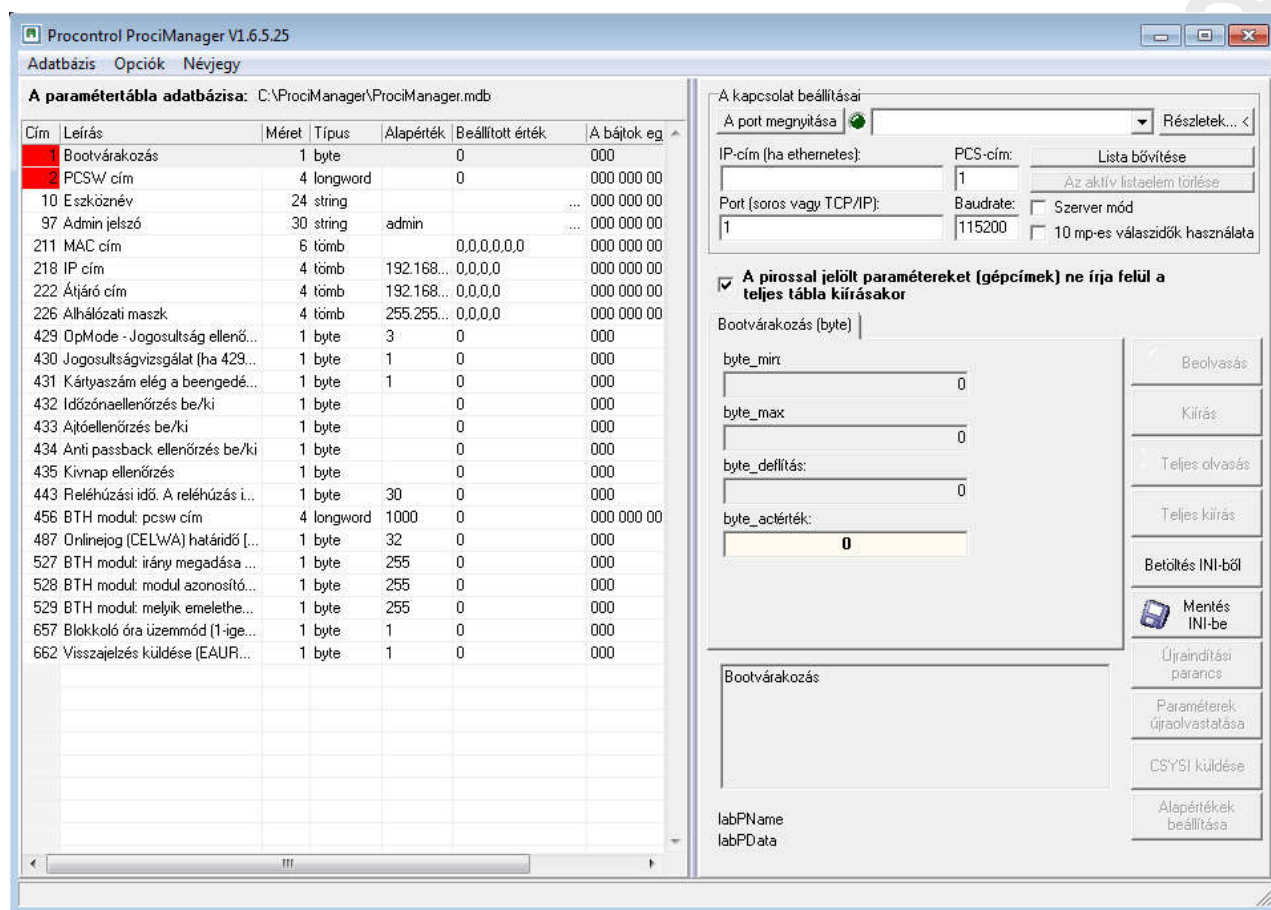 Procontrol ProciManager V1.6.5.25
Adatbázis Opciók Névjegy
A paramétertábla adatbázisa: C:\ProciManager\ProciManager.mdb
Cím Leírás Méret Típus Alapérték Beállított érték A bájtok eg
1 Bootvárakozás 1 byte 0 000
2 PCSW cím 4 longword 0 000 000 00
10 Eszköznév 24 string ... 000 000 00
97 Admin jelszó 30 string admin ... 000 000 00
211 MAC cím 6 tömb 0,0,0,0,0,0 000 000 00
218 IP cím 4 tömb 192.168... 0,0,0,0 000 000 00
222 Átjáró cím 4 tömb 192.168... 0,0,0,0 000 000 00
226 Alhálózati maszk 4 tömb 255.255... 0,0,0,0 000 000 00
429 OpMode - Jogosultság ellenő... 1 byte 3 0 000
430 Jogosultságvizsgálat (ha 429... 1 byte 1 0 000
431 Kártyaszám elég a beengedé... 1 byte 1 0 000
432 Időzónaellenőrzés be/ki 1 byte 0 000
433 Ajtóellenőrzés be/ki 1 byte 0 000
434 Anti passback ellenőrzés be/ki 1 byte 0 000
435 Kivnap ellenőrzés 1 byte 0 000
443 Reléhúzási idő. A reléhúzás i... 1 byte 30 0 000
456 BTH modul: pcsw cím 4 longword 1000 0 000 000 00
487 Onlinejog (CELWA) határidő [... 1 byte 32 0 000
527 BTH modul: irány megadása ... 1 byte 255 0 000
528 BTH modul: modul azonosító... 1 byte 255 0 000
529 BTH modul: melyik emelethe... 1 byte 255 0 000
657 Blokkoló óra üzemmód (1-ige... 1 byte 1 0 000
662 Visszajelzés küldése (EAUR... 1 byte 1 0 000
A kapcsolat beállításai
A port megnyitása Részletek... <
IP-cím (ha ethernetes): PCS-cím: Lista bővítése
1 Az aktív listaelem törlése
Port (soros vagy TCP/IP): Baudrate: Szerver mód
1 115200 10 mp-es válaszidők használata
A pirossal jelölt paramétereket (gépcímek) ne írja felül a
teljes tábla kiírásakor
Bootvárakozás (byte)
byte_min:
0
byte_max
0
byte_deflítás:
0
byte_actérték:
0
Beolvasás
Kiírás
Teljes olvasás
Teljes kiírás
Betöltés INI-ből
Mentés
INI-be
Újraindítási
parancs
Paraméterek
újraolvastatása
CSYSI küldése
Alapértékek
beállítása
Bootvárakozás
labPName
labPData